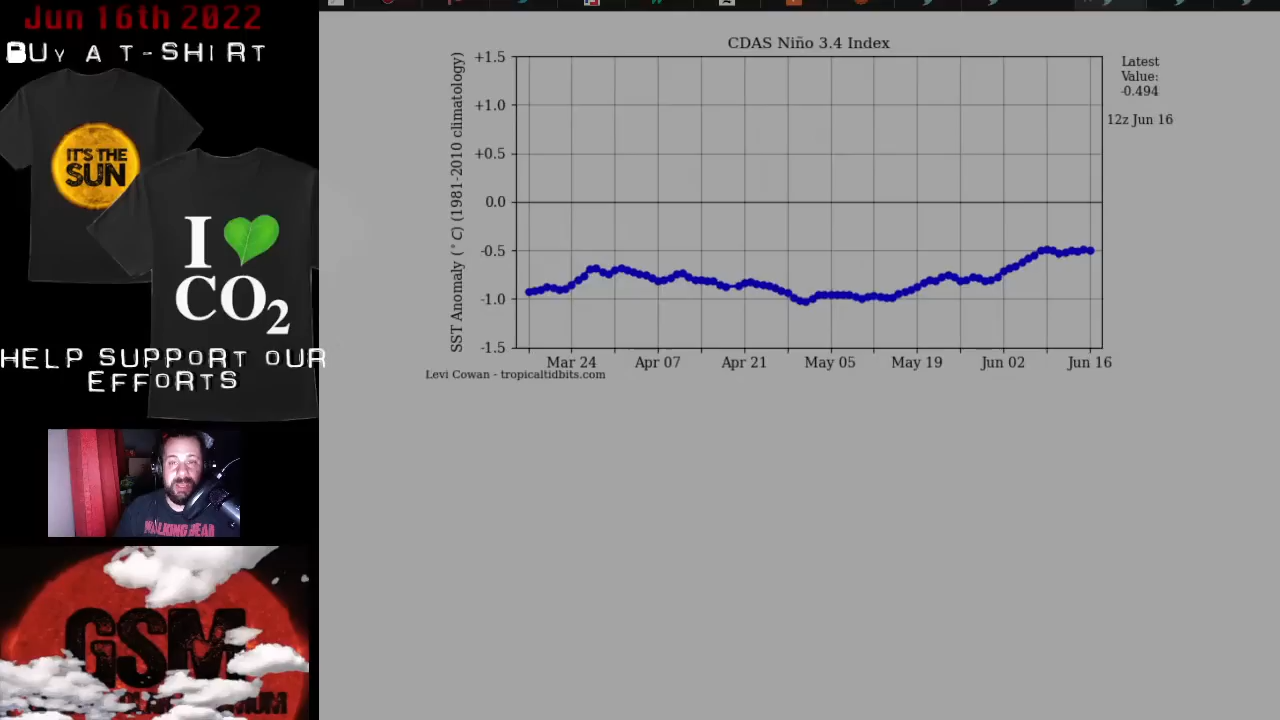 Jun 16th 2022
BUY A T-SHIRT
IT'S THE
SUN
I
CO2
HELP SUPPORT OUR
EFFORTS
WALKING DEAD
GSM
CDAS Niño 3.4 Index
SST Anomaly (°C) (1981-2010 climatology)
+1.5
+1.0
+0.5
0.0
-0.5
-1.0
-1.5
Mar 24 Apr 07 Apr 21 May 05 May 19 Jun 02 Jun 16
Levi Cowan - tropicaltidbits.com
Latest
Value:
-0.494
12z Jun 16